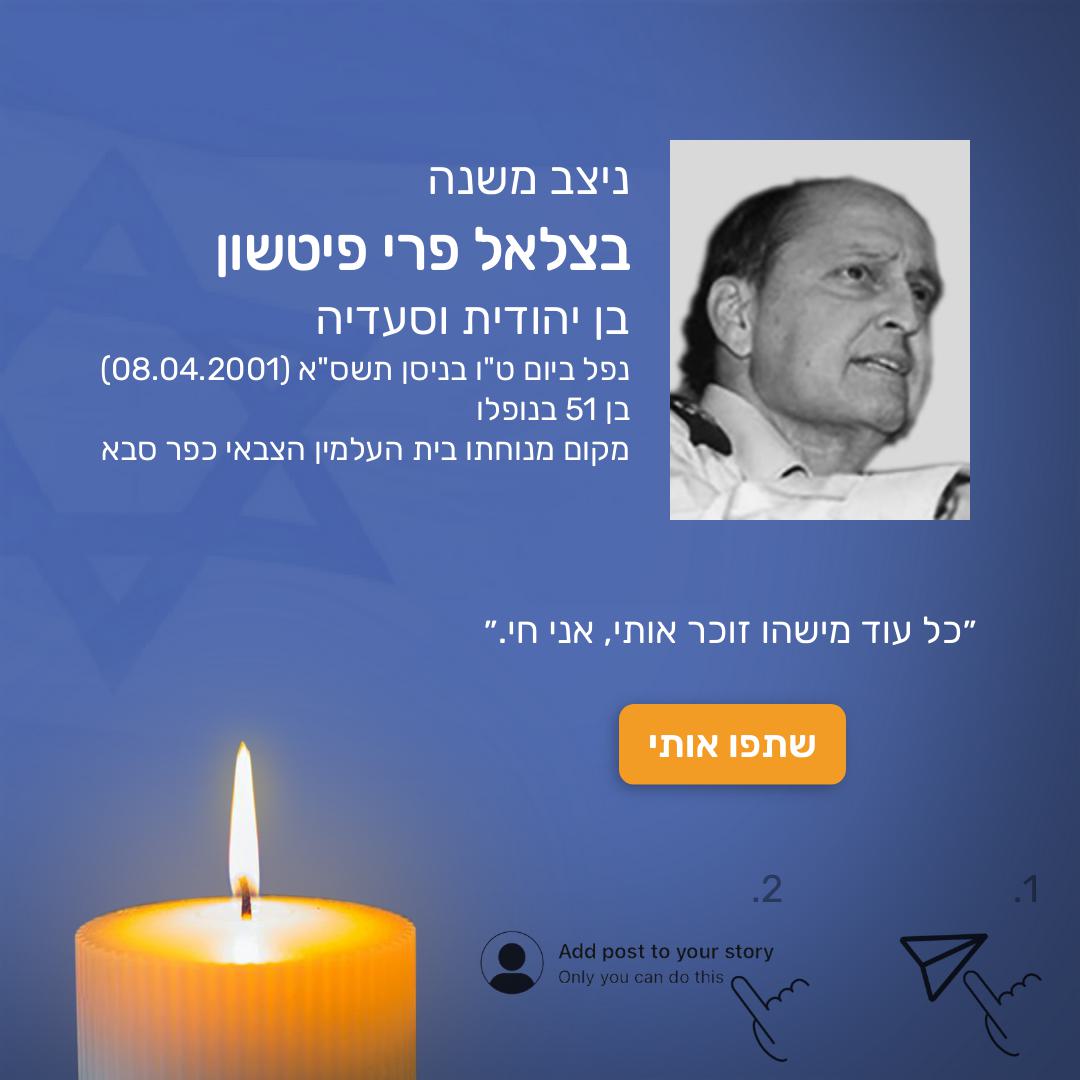 ניצב משנה
בצלאל פרי פיטשון
בן יהודית וסעדיה
נפל ביום ט"ו בניסן תשס"א (08.04.2001)
בן 51 בנופלו
מקום מנוחתו בית העלמין הצבאי כפר סבא
״כל עוד מישהו זוכר אותי, אני חי.״
שתפו אותי
.1
.2
Add post to your story
Only you can do this